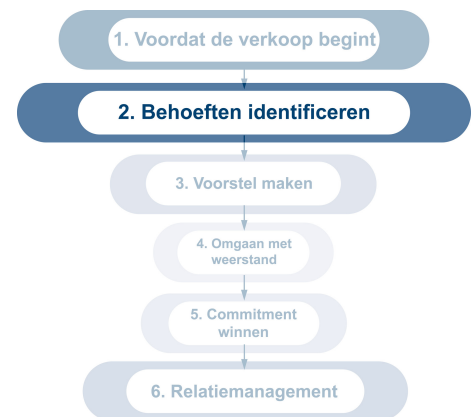 1. Voordat de verkoop begint
2. Behoeften identificeren
3. Voorstel maken
4. Omgaan met
weerstand
5. Commitment
winnen
6. Relatiemanagement